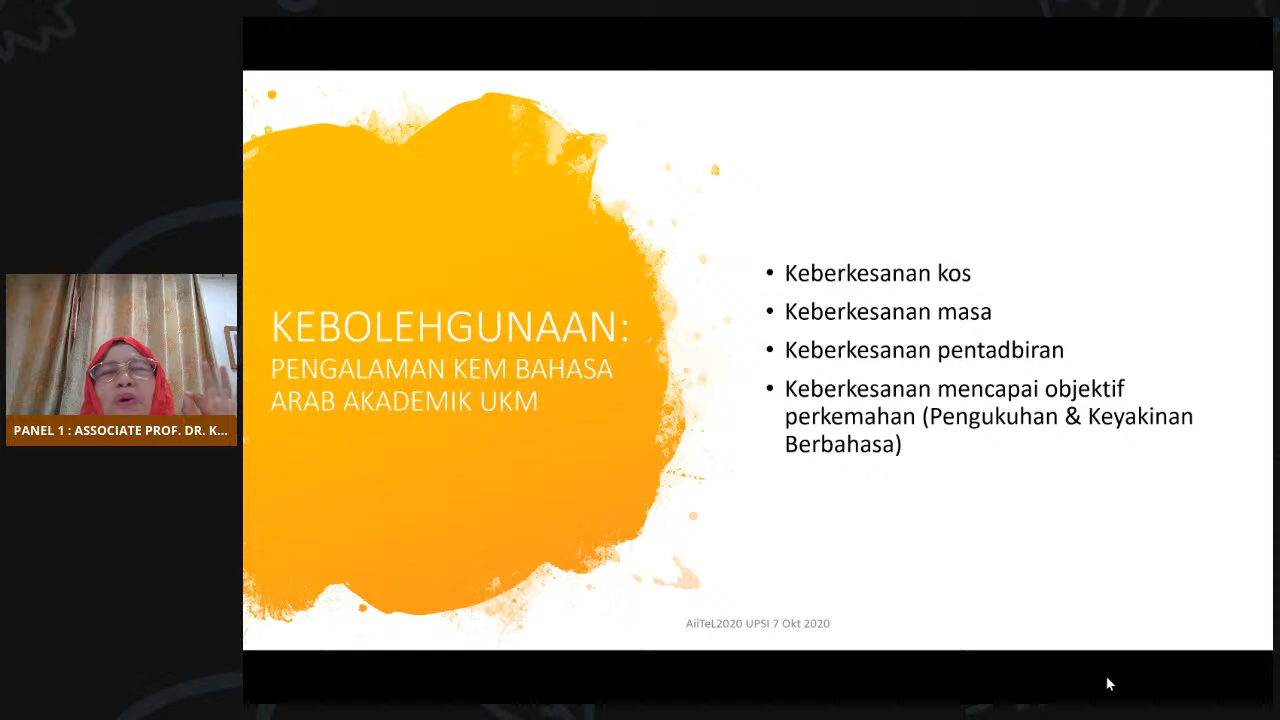 KEBOLEHGUNAAN:
PENGALAMAN KEM BAHASA
ARAB AKADEMIK UKM
• Keberkesanan kos
• Keberkesanan masa
• Keberkesanan pentadbiran
• Keberkesanan mencapai objektif
perkemahan (Pengukuhan & Keyakinan
Berbahasa)
AiiTeL2020 UPSI 7 Okt 2020
PANEL 1 : ASSOCIATE PROF. DR. K...